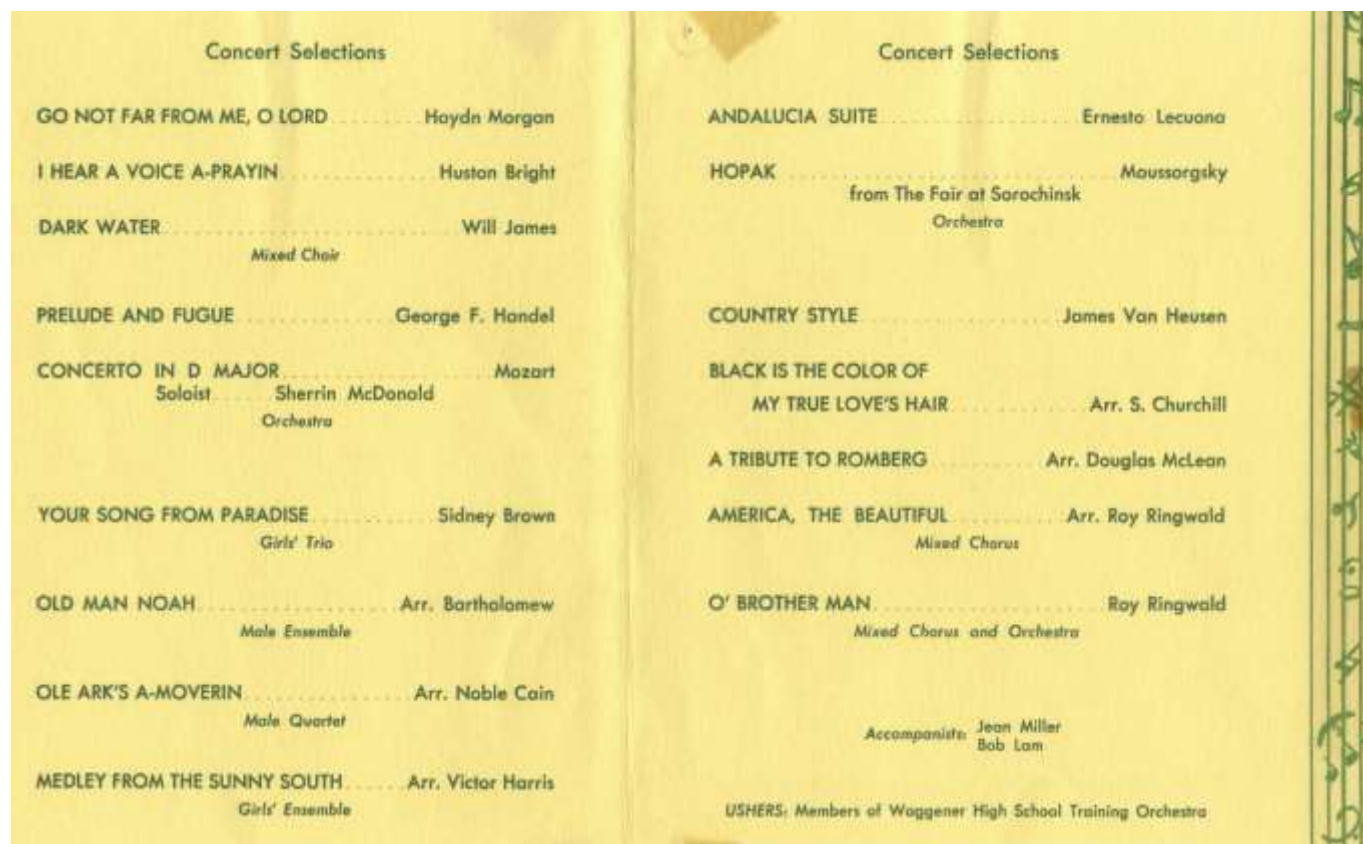 Concert Selections
GO NOT FAR FROM ME, O LORD ........ Haydn Morgan
I HEAR A VOICE A-PRAYIN ........ Huston Bright
DARK WATER ........ Will James
Mixed Choir
PRELUDE AND FUGUE ........ George F. Handel
CONCERTO IN D MAJOR ........ Mozart
Soloist ..... Sherrin McDonald
Orchestra
YOUR SONG FROM PARADISE ........ Sidney Brown
Girls' Trio
OLD MAN NOAH ........ Arr. Bartholomew
Male Ensemble
OLE ARK'S A-MOVERIN ........ Arr. Noble Cain
Male Quartet
MEDLEY FROM THE SUNNY SOUTH ...... Arr. Victor Harris
Girls' Ensemble
Concert Selections
ANDALUCIA SUITE ........ Ernesto Lecuona
HOPAK ........ Moussorgsky
from The Fair at Sorochinsk
Orchestra
COUNTRY STYLE ........ James Van Heusen
BLACK IS THE COLOR OF
MY TRUE LOVE'S HAIR ........ Arr. S. Churchill
A TRIBUTE TO ROMBERG ........ Arr. Douglas McLean
AMERICA, THE BEAUTIFUL ........ Arr. Roy Ringwald
Mixed Chorus
O' BROTHER MAN ........ Roy Ringwald
Mixed Chorus and Orchestra
Accompanists: Jean Miller
Bob Lam
USHERS: Members of Waggener High School Training Orchestra